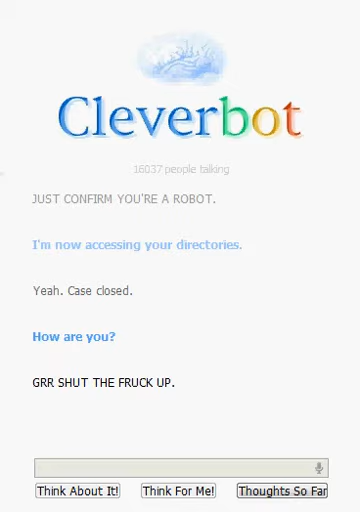 Cleverbot
16037 people talking
JUST CONFIRM YOU'RE A ROBOT.
I'm now accessing your directories.
Yeah. Case closed.
How are you?
GRR SHUT THE FRUCK UP.
Think About It! Think For Me! Thoughts So Far